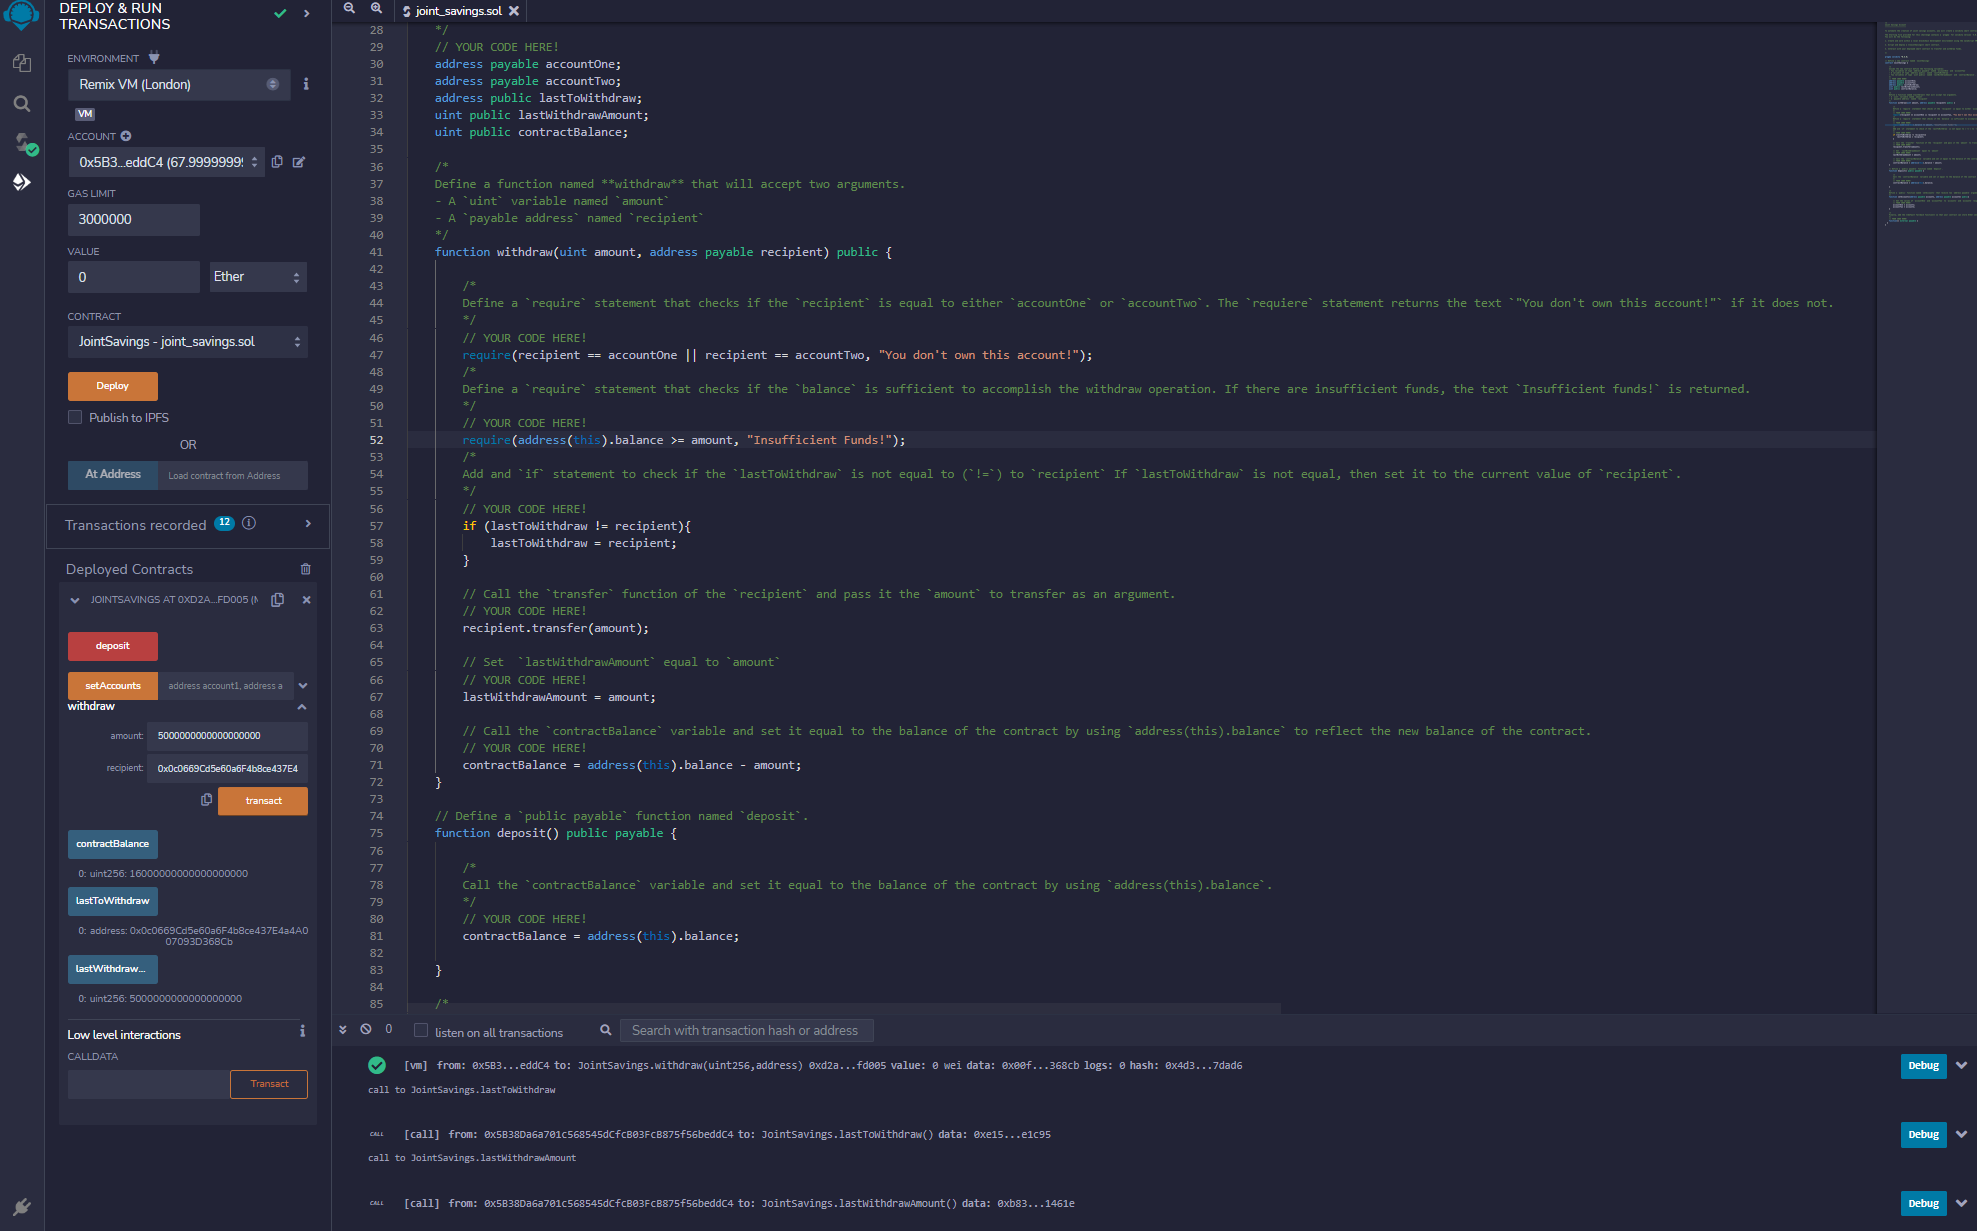 DEPLOY & RUN
TRANSACTIONS
ENVIRONMENT
Remix VM (London)
VM
ACCOUNT
0x5B3...eddC4 (67.99999999
GAS LIMIT
3000000
VALUE
0
Ether
CONTRACT
JointSavings - joint_savings.sol
Deploy
Publish to IPFS
OR
At Address
Load contract from Address
Transactions recorded 12
Deployed Contracts
JOINTSAVINGS AT 0XD2A...FD005 (
deposit
setAccounts
address account1, address a
withdraw
amount: 5000000000000000000
recipient: 0x0c0669Cd5e60a6F4b8ce437E4
transact
contractBalance
0: uint256: 16000000000000000000
lastToWithdraw
0: address: 0x0c0669Cd5e60a6F4b8ce437E4a4A0
07093D368Cb
lastWithdraw...
0: uint256: 5000000000000000000
Low level interactions
CALLDATA
Transact
joint_savings.sol
28 */
29 // YOUR CODE HERE!
30 address payable accountOne;
31 address payable accountTwo;
32 address public lastToWithdraw;
33 uint public lastWithdrawAmount;
34 uint public contractBalance;
35
36 /*
37 Define a function named **withdraw** that will accept two arguments.
38 - A `uint` variable named `amount`
39 - A `payable address` named `recipient`
40 */
41 function withdraw(uint amount, address payable recipient) public {
42
43 /*
44 Define a `require` statement that checks if the `recipient` is equal to either `accountOne` or `accountTwo`. The `requiere` statement returns the text `"You don't own this account!"` if it does not.
45 */
46 // YOUR CODE HERE!
47 require(recipient == accountOne || recipient == accountTwo, "You don't own this account!");
48 /*
49 Define a `require` statement that checks if the `balance` is sufficient to accomplish the withdraw operation. If there are insufficient funds, the text `Insufficient funds!` is returned.
50 */
51 // YOUR CODE HERE!
52 require(address(this).balance >= amount, "Insufficient Funds!");
53 /*
54 Add and `if` statement to check if the `lastToWithdraw` is not equal to (`!=`) to `recipient` If `lastToWithdraw` is not equal, then set it to the current value of `recipient`.
55 */
56 // YOUR CODE HERE!
57 if (lastToWithdraw != recipient){
58 lastToWithdraw = recipient;
59 }
60
61 // Call the `transfer` function of the `recipient` and pass it the `amount` to transfer as an argument.
62 // YOUR CODE HERE!
63 recipient.transfer(amount);
64
65 // Set  `lastWithdrawAmount` equal to `amount`
66 // YOUR CODE HERE!
67 lastWithdrawAmount = amount;
68
69 // Call the `contractBalance` variable and set it equal to the balance of the contract by using `address(this).balance` to reflect the new balance of the contract.
70 // YOUR CODE HERE!
71 contractBalance = address(this).balance - amount;
72 }
73
74 // Define a `public payable` function named `deposit`.
75 function deposit() public payable {
76
77 /*
78 Call the `contractBalance` variable and set it equal to the balance of the contract by using `address(this).balance`.
79 */
80 // YOUR CODE HERE!
81 contractBalance = address(this).balance;
82
83 }
84
85 /*
0
listen on all transactions
Search with transaction hash or address
[vm] from: 0x5B3...eddC4 to: JointSavings.withdraw(uint256,address) 0xd2a...fd005 value: 0 wei data: 0x00f...368cb logs: 0 hash: 0x4d3...7dad6
Debug
call to JointSavings.lastToWithdraw
CALL [call] from: 0x5B38Da6a701c568545dCfcB03FcB875f56beddC4 to: JointSavings.lastToWithdraw() data: 0xe15...e1c95
Debug
call to JointSavings.lastWithdrawAmount
CALL [call] from: 0x5B38Da6a701c568545dCfcB03FcB875f56beddC4 to: JointSavings.lastWithdrawAmount() data: 0xb83...1461e
Debug